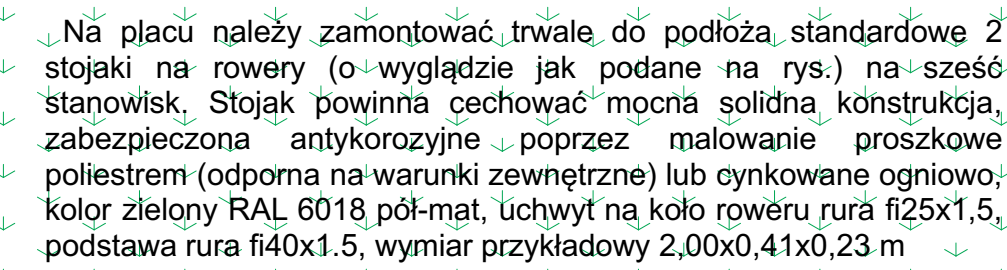 Na placu należy zamontować trwale do podłoża standardowe 2
stojaki na rowery (o wyglądzie jak podane na rys.) na sześć
stanowisk. Stojak powinna cechować mocna solidna konstrukcja,
zabezpieczona antykorozyjne poprzez malowanie proszkowe
poliestrem (odporna na warunki zewnętrzne) lub cynkowane ogniowo,
kolor zielony RAL 6018 pół-mat, uchwyt na koło roweru rura fi25x1,5,
podstawa rura fi40x1.5, wymiar przykładowy 2,00x0,41x0,23 m